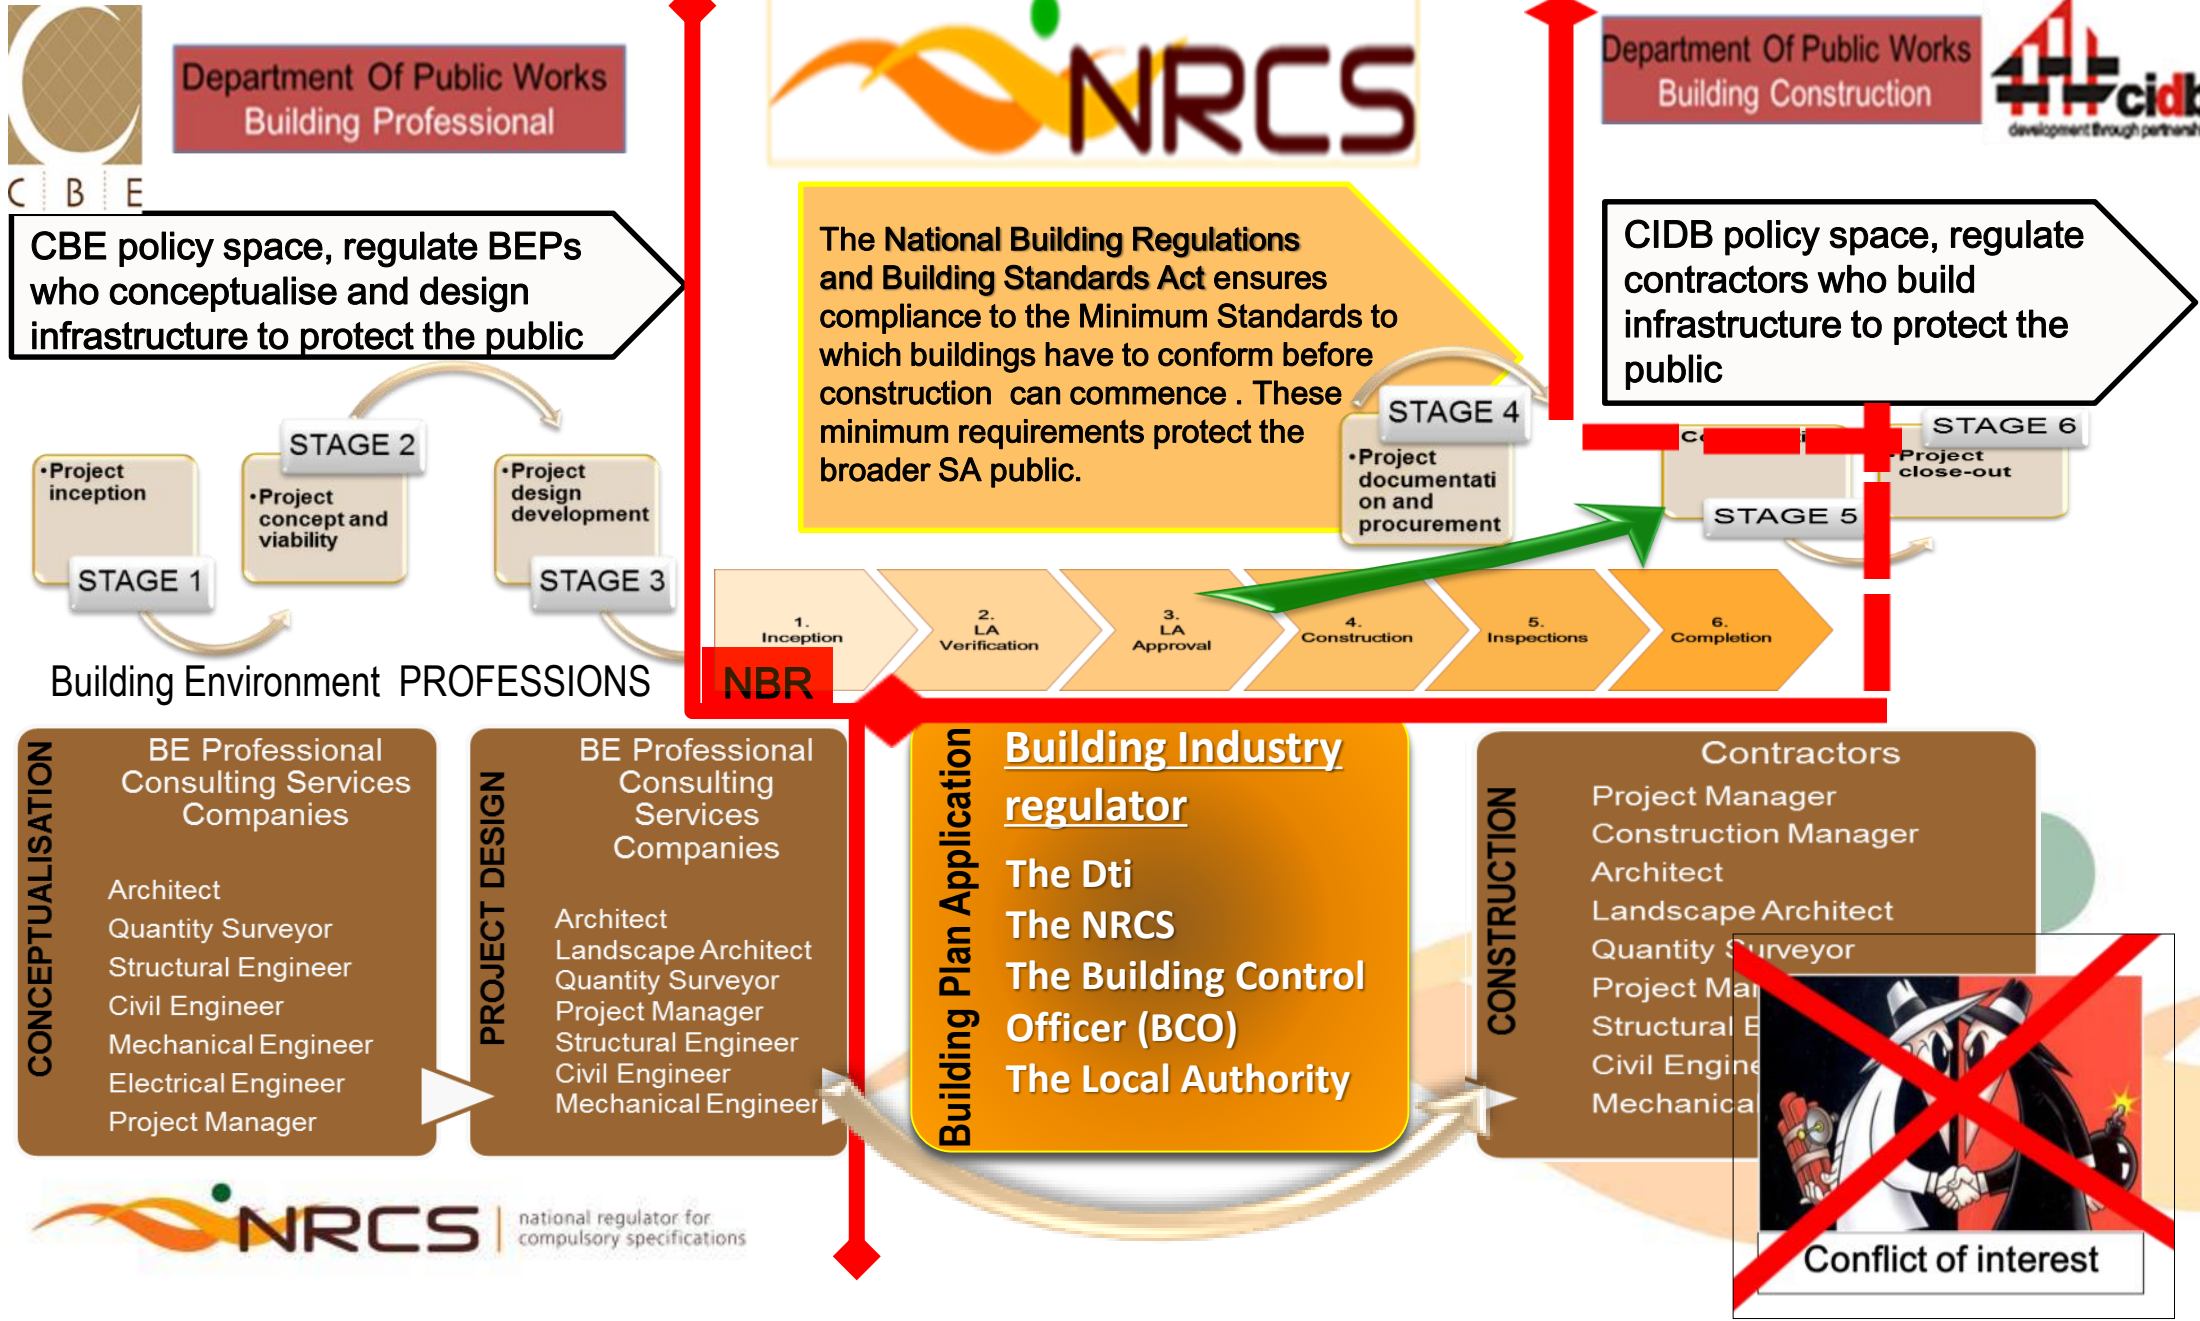 C B E
Department Of Public Works
Building Professional
NRCS
Department Of Public Works
Building Construction
cidb
development through partnership
CBE policy space, regulate BEPs
who conceptualise and design
infrastructure to protect the public
The National Building Regulations
and Building Standards Act ensures
compliance to the Minimum Standards to
which buildings have to conform before
construction can commence . These
minimum requirements protect the
broader SA public.
CIDB policy space, regulate
contractors who build
infrastructure to protect the
public
•Project
inception
STAGE 1
STAGE 2
•Project
concept and
viability
•Project
design
development
STAGE 3
STAGE 4
•Project
documentati
on and
procurement
STAGE 5
STAGE 6
•Project
close-out
1.
Inception
2.
LA
Verification
3.
LA
Approval
4.
Construction
5.
Inspections
6.
Completion
NBR
Building Environment PROFESSIONS
CONCEPTUALISATION
BE Professional
Consulting Services
Companies
Architect
Quantity Surveyor
Structural Engineer
Civil Engineer
Mechanical Engineer
Electrical Engineer
Project Manager
PROJECT DESIGN
BE Professional
Consulting
Services
Companies
Architect
Landscape Architect
Quantity Surveyor
Project Manager
Structural Engineer
Civil Engineer
Mechanical Engineer
Building Plan Application
Building Industry
regulator
The Dti
The NRCS
The Building Control
Officer (BCO)
The Local Authority
CONSTRUCTION
Contractors
Project Manager
Construction Manager
Architect
Landscape Architect
Quantity Surveyor
Project
Structural
Civil
Conflict of interest
NRCS
national regulator for
compulsory specifications